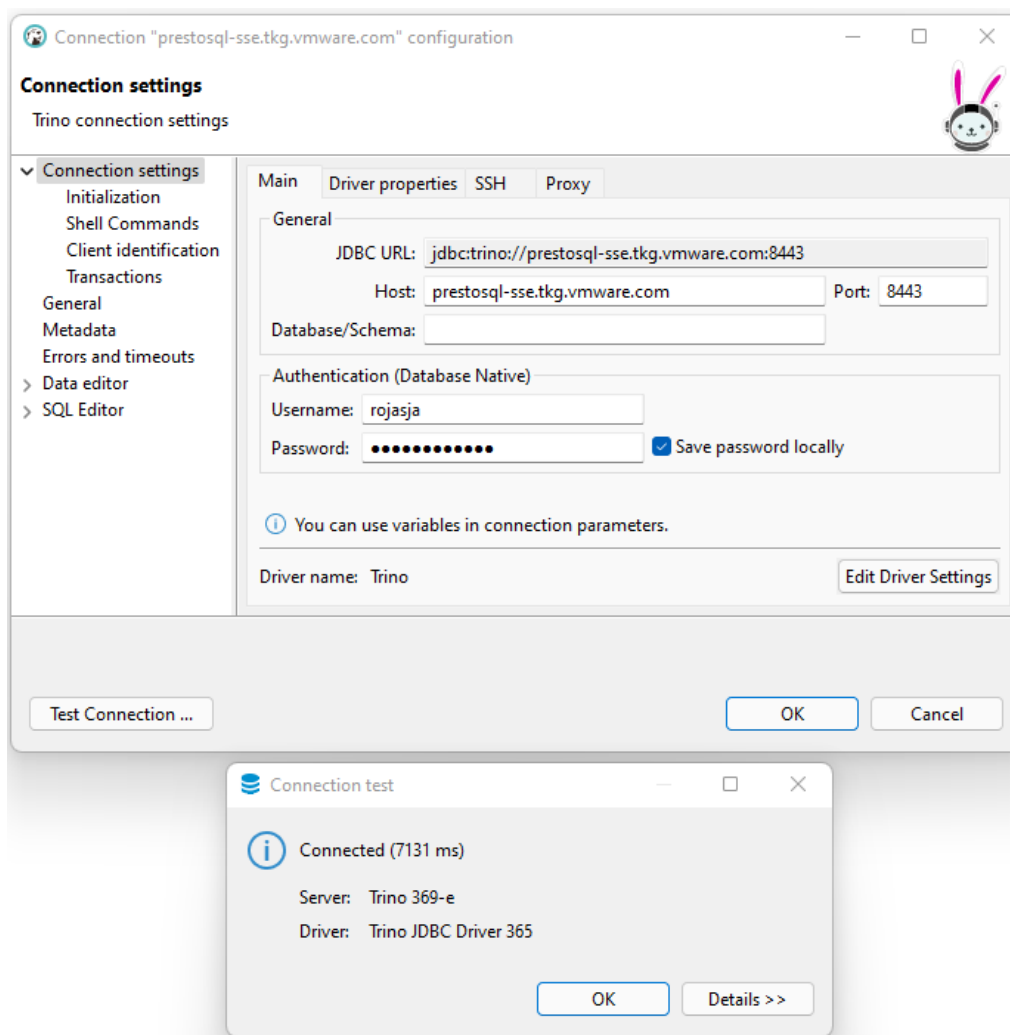 Connection "prestosql-sse.tkg.vmware.com" configuration
Connection settings
Trino connection settings
Connection settings
Initialization
Shell Commands
Client identification
Transactions
General
Metadata
Errors and timeouts
Data editor
SQL Editor
Main Driver properties SSH Proxy
General
JDBC URL: jdbc:trino://prestosql-sse.tkg.vmware.com:8443
Host: prestosql-sse.tkg.vmware.com Port: 8443
Database/Schema:
Authentication (Database Native)
Username: rojasja
Password: ●●●●●●●●●●●● Save password locally
You can use variables in connection parameters.
Driver name: Trino Edit Driver Settings
Test Connection ... OK Cancel
Connection test
Connected (7131 ms)
Server: Trino 369-e
Driver: Trino JDBC Driver 365
OK Details >>